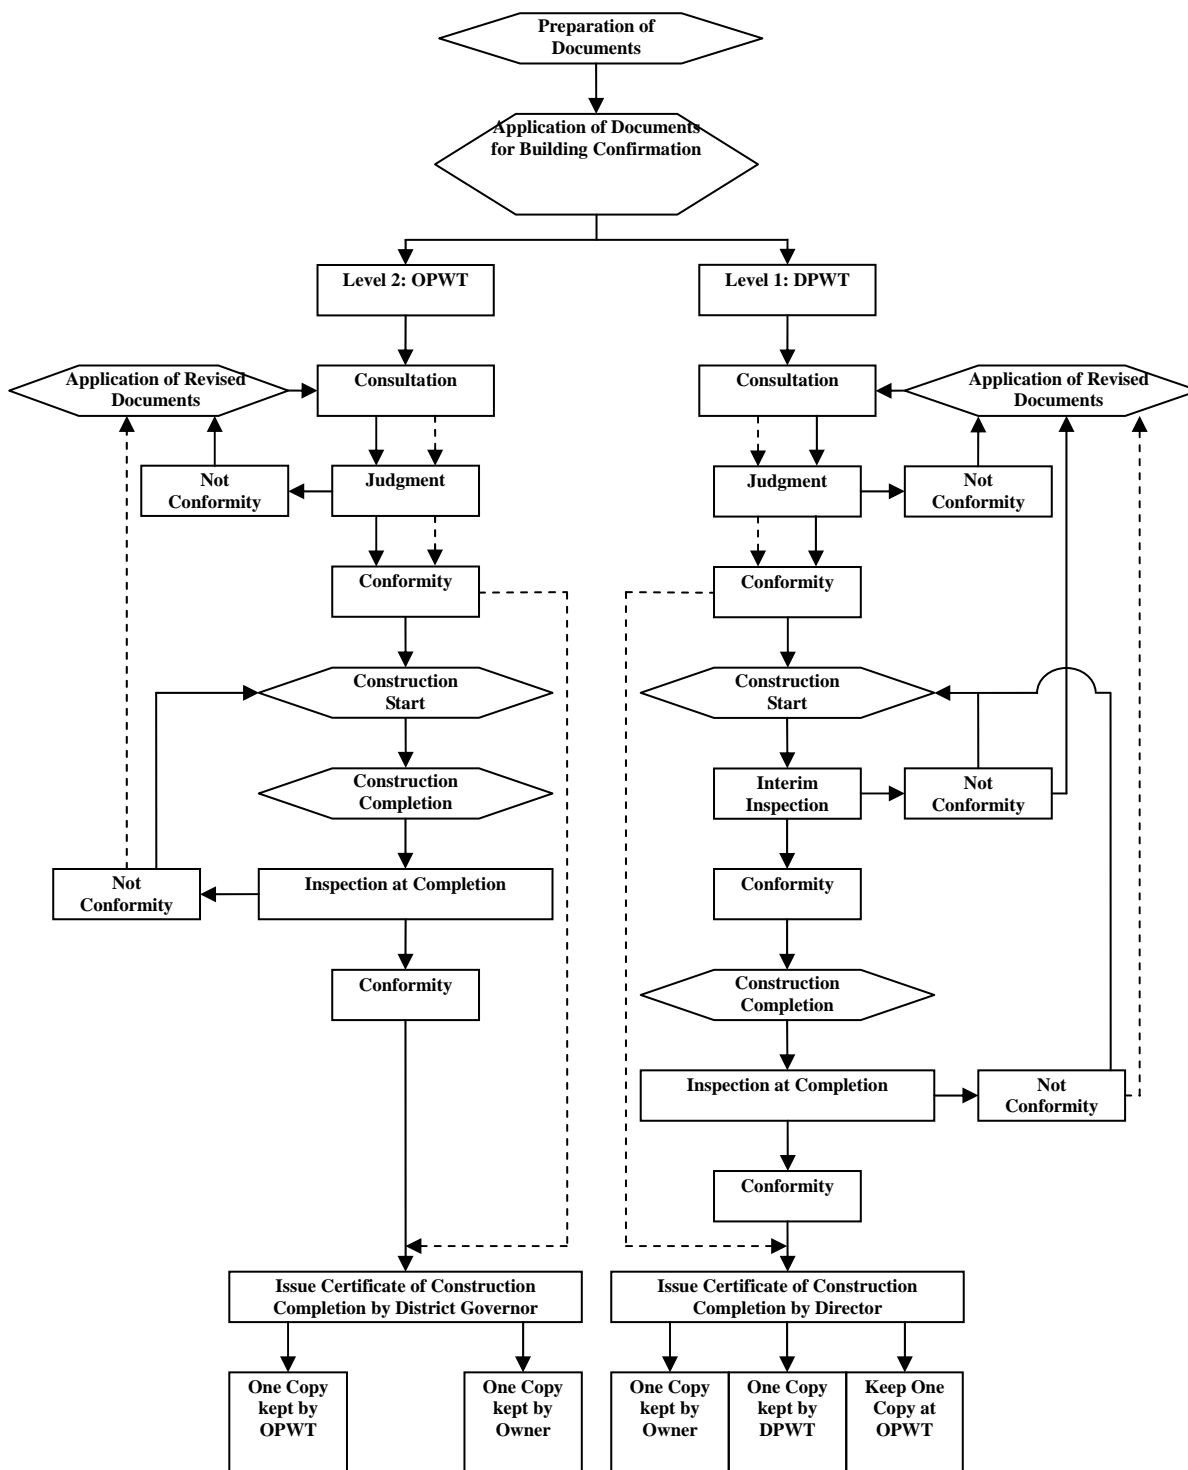 Preparation of
Documents
Application of Documents
for Building Confirmation
Level 2: OPWT
Level 1: DPWT
Application of Revised
Documents
Consultation
Consultation
Application of Revised
Documents
Not
Conformity
Judgment
Judgment
Not
Conformity
Conformity
Conformity
Construction
Start
Construction
Start
Construction
Completion
Interim
Inspection
Not
Conformity
Not
Conformity
Inspection at Completion
Conformity
Conformity
Construction
Completion
Inspection at Completion
Not
Conformity
Conformity
Issue Certificate of Construction
Completion by District Governor
Issue Certificate of Construction
Completion by Director
One Copy
kept by
OPWT
One Copy
kept by
Owner
One Copy
kept by
Owner
One Copy
kept by
DPWT
Keep One
Copy at
OPWT